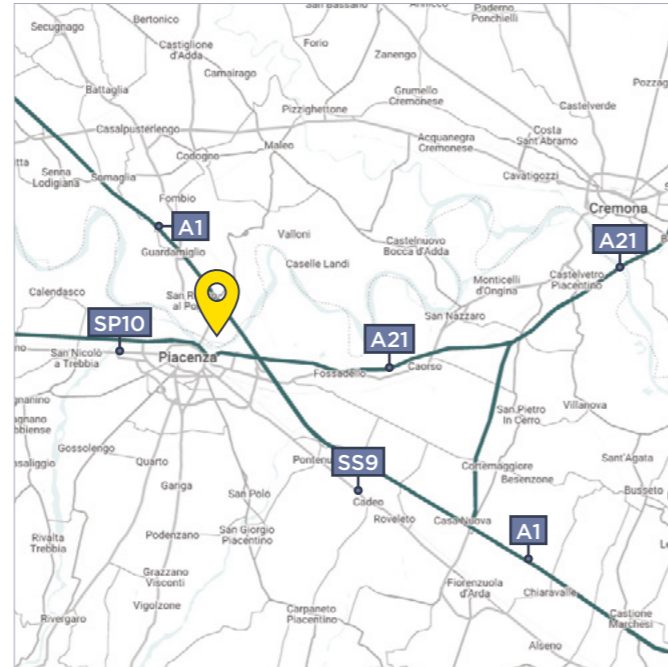 Secugnago
Bertonico
Castiglione
d'Adda
Forio
Zanengo
Paderno
Ponchielli
Camairago
Battaglia
Grumello
Cremonese
Castelverde
Pizzighettone
Casalpusterlengo
Acquanegra
Cremonese
Costa
Sant'Abramo
Maleo
Codogno
Cavatigozzi
Senna
Lodigiana
Somaglia
Fombio
Cremona
A1
Valloni
Castelnuovo
Bocca d'Adda
A21
Guardamiglio
Caselle Landi
Castelvetro
Piacentino
Monticelli
d'Ongina
Calendasco
San Nazzaro
SP10
A21
San Nicolò
a Trebbia
Piacenza
Fossadello
Caorso
San Pietro
In Cerro
Villanova
Gossolengo
Quarto
SS9
Cortemaggiore
Besenzone
Sant'Agata
Busseto
Gariga
San Polo
Cadeo
Roveleto
Casa Nuova
A1
Rivalta
Trebbia
Podenzano
San Giorgio
Piacentino
Grazzano
Visconti
Vigolzone
Fiorenzuola
d'Arda
Chiaravalle
Rivergaro
Carpaneto
Piacentino
Castione
Marchesi
Alseno